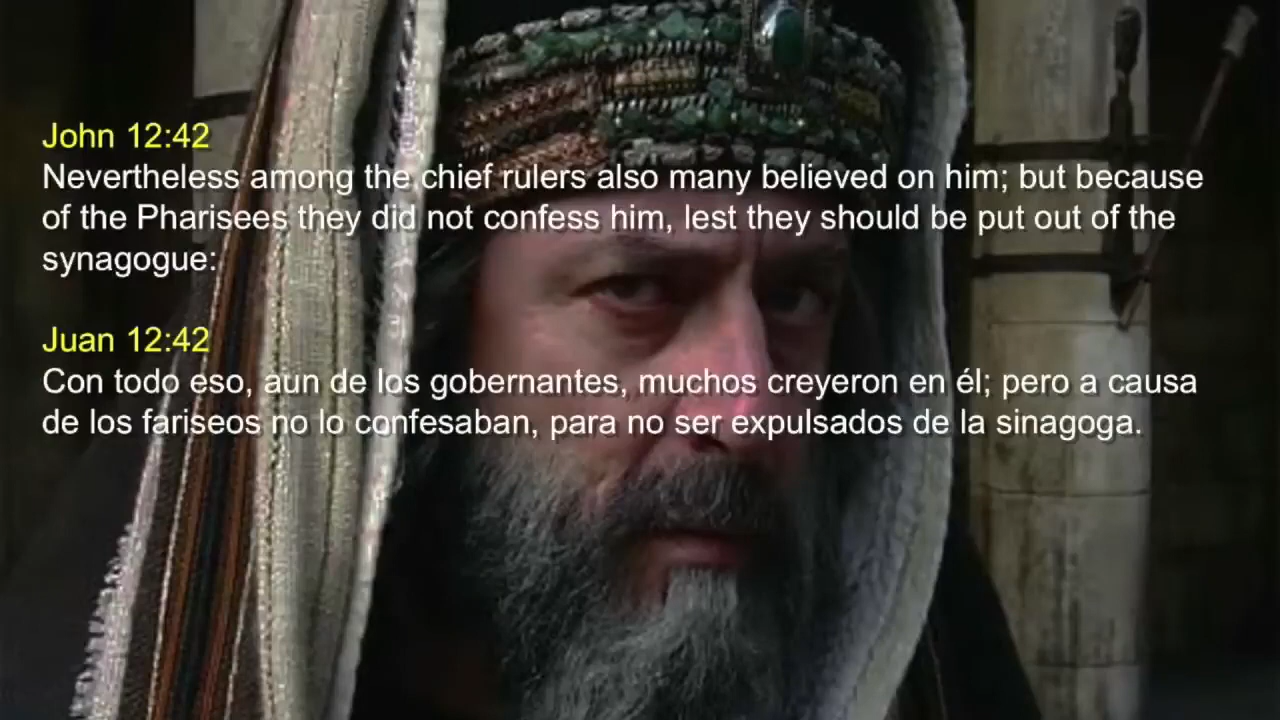 John 12:42
Nevertheless among the chief rulers also many believed on him; but because
of the Pharisees they did not confess him, lest they should be put out of the
synagogue:
Juan 12:42
Con todo eso, aun de los gobernantes, muchos creyeron en él; pero a causa
de los fariseos no lo confesaban, para no ser expulsados de la sinagoga.